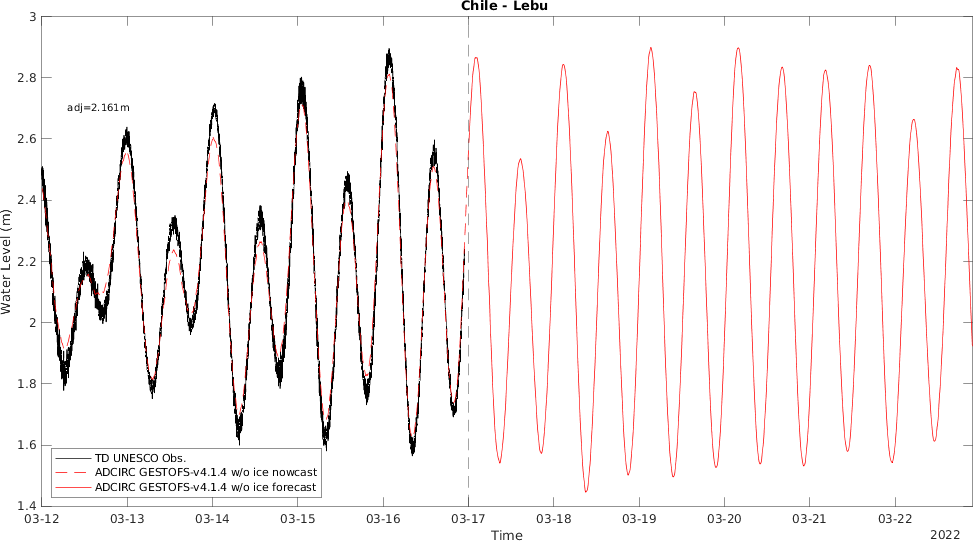 Chile - Lebu
3
2.8
2.6
2.4
2.2
2
1.8
1.6
1.4
Water Level (m)
adj=2.161m
TD UNESCO Obs.
ADCIRC GESTOFS-v4.1.4 w/o ice nowcast
ADCIRC GESTOFS-v4.1.4 w/o ice forecast
03-12 03-13 03-14 03-15 03-16 03-17 03-18 03-19 03-20 03-21 03-22
Time
2022